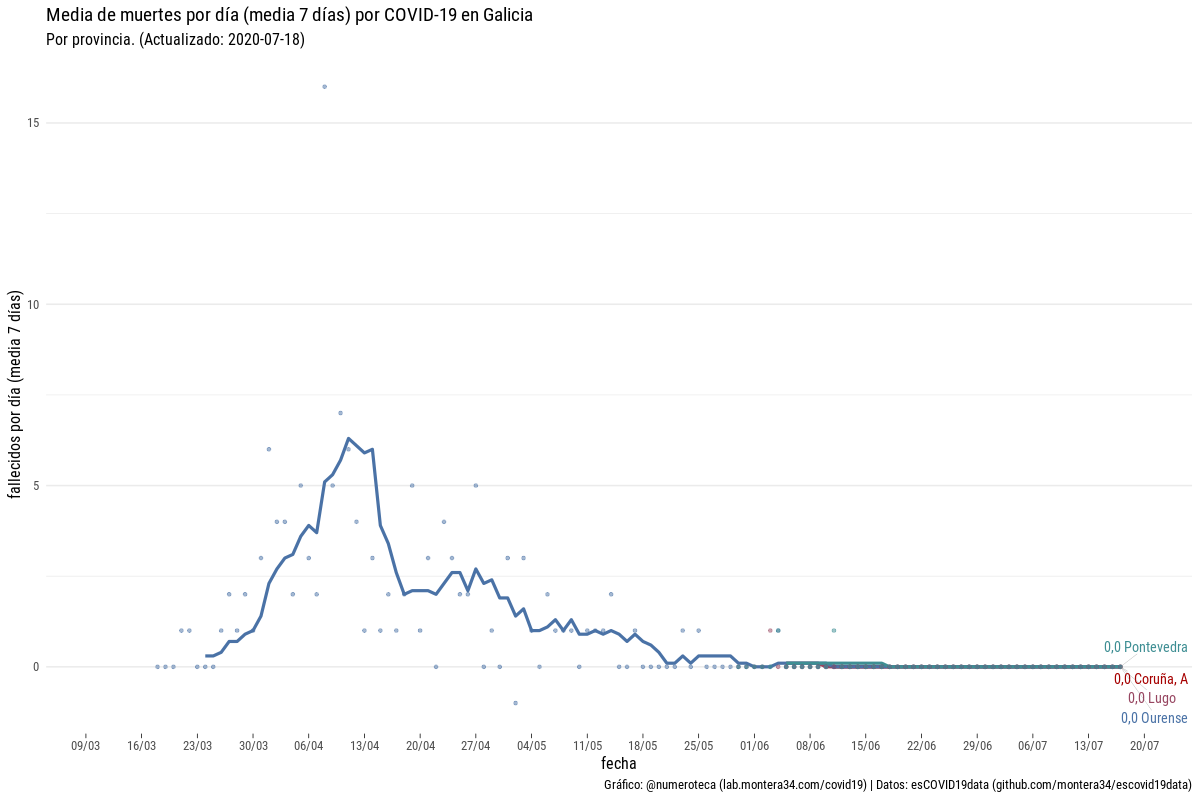 Media de muertes por día (media 7 días) por COVID-19 en Galicia
Por provincia. (Actualizado: 2020-07-18)
fallecidos por día (media 7 días)
15
10
5
0
0,0 Pontevedra
0,0 Coruña, A
0,0 Lugo
0,0 Ourense
09/03 16/03 23/03 30/03 06/04 13/04 20/04 27/04 04/05 11/05 18/05 25/05 01/06 08/06 15/06 22/06 29/06 06/07 13/07 20/07
fecha
Gráfico: @numeroteca (lab.montera34.com/covid19) | Datos: esCOVID19data (github.com/montera34/escovid19data)